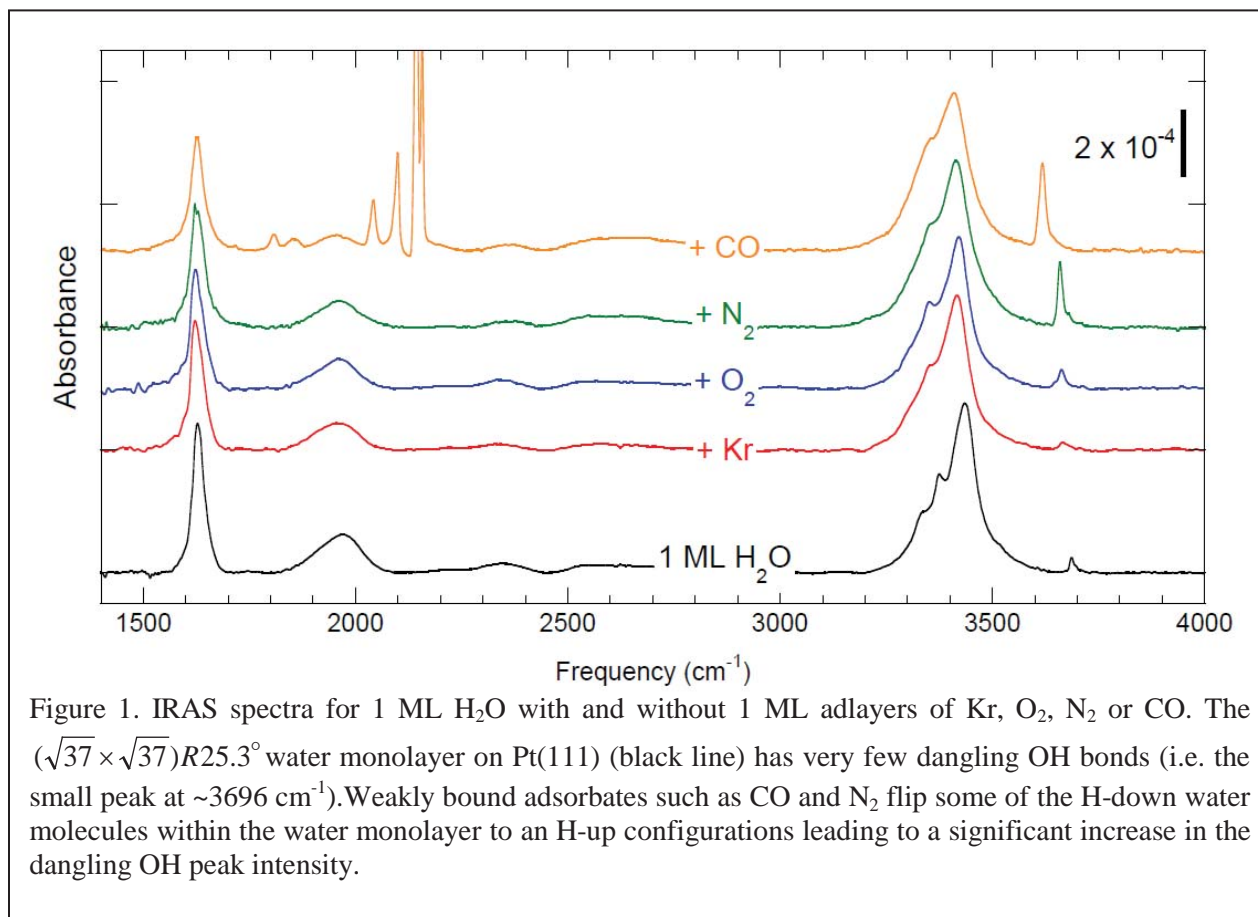 2 x 10⁻⁴
+ CO
+ N₂
+ O₂
+ Kr
1 ML H₂O
Absorbance
1500 2000 2500 3000 3500 4000
Frequency (cm⁻¹)
Figure 1. IRAS spectra for 1 ML H₂O with and without 1 ML adlayers of Kr, O₂, N₂ or CO. The
(√37 × √37)R25.3° water monolayer on Pt(111) (black line) has very few dangling OH bonds (i.e. the
small peak at ~3696 cm⁻¹).Weakly bound adsorbates such as CO and N₂ flip some of the H-down water
molecules within the water monolayer to an H-up configurations leading to a significant increase in the
dangling OH peak intensity.